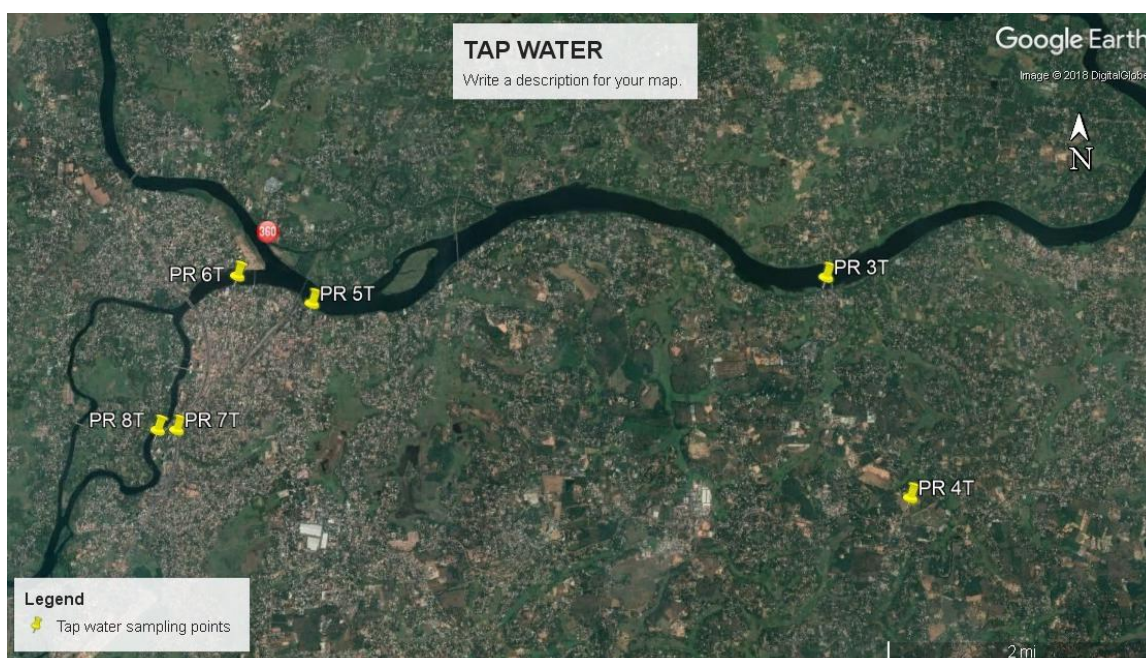 TAP WATER
Write a description for your map.
Google Earth
Image © 2018 DigitalGlobe
N
360
PR 6T
PR 5T
PR 3T
PR 8T
PR 7T
PR 4T
Legend
Tap water sampling points
2 mi